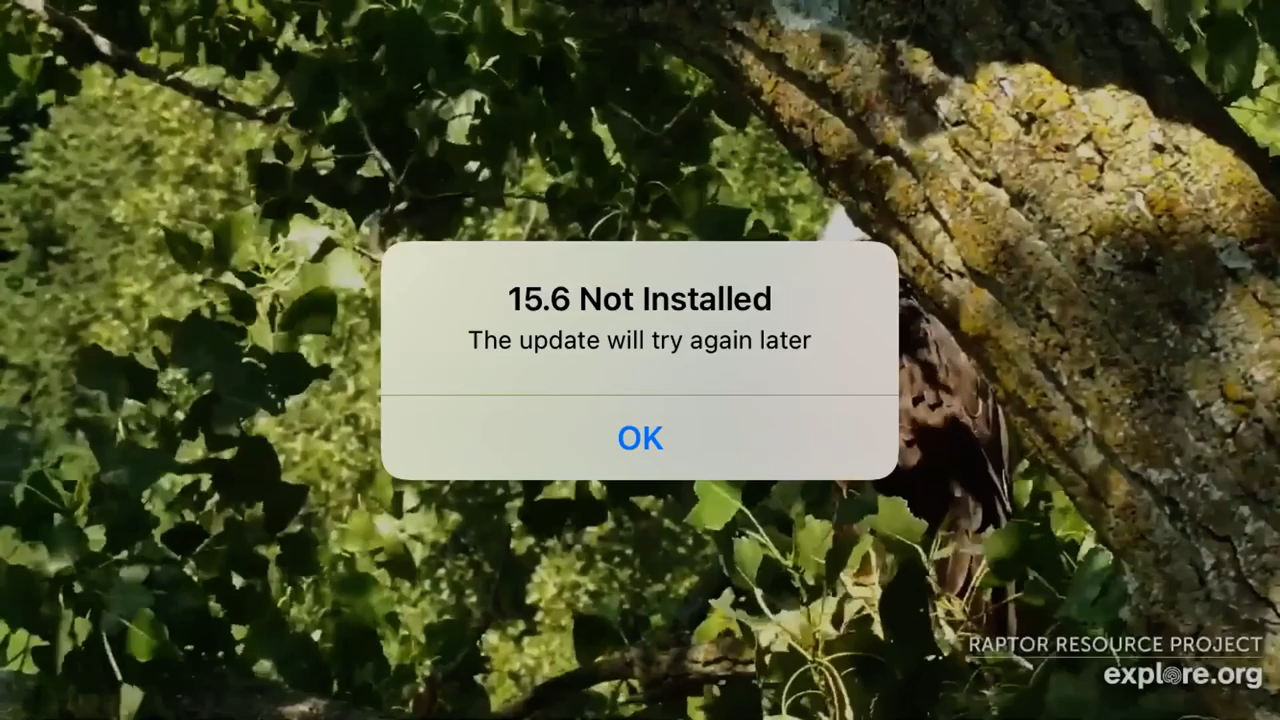 15.6 Not Installed
The update will try again later
OK
RAPTOR RESOURCE PROJECT
explore.org